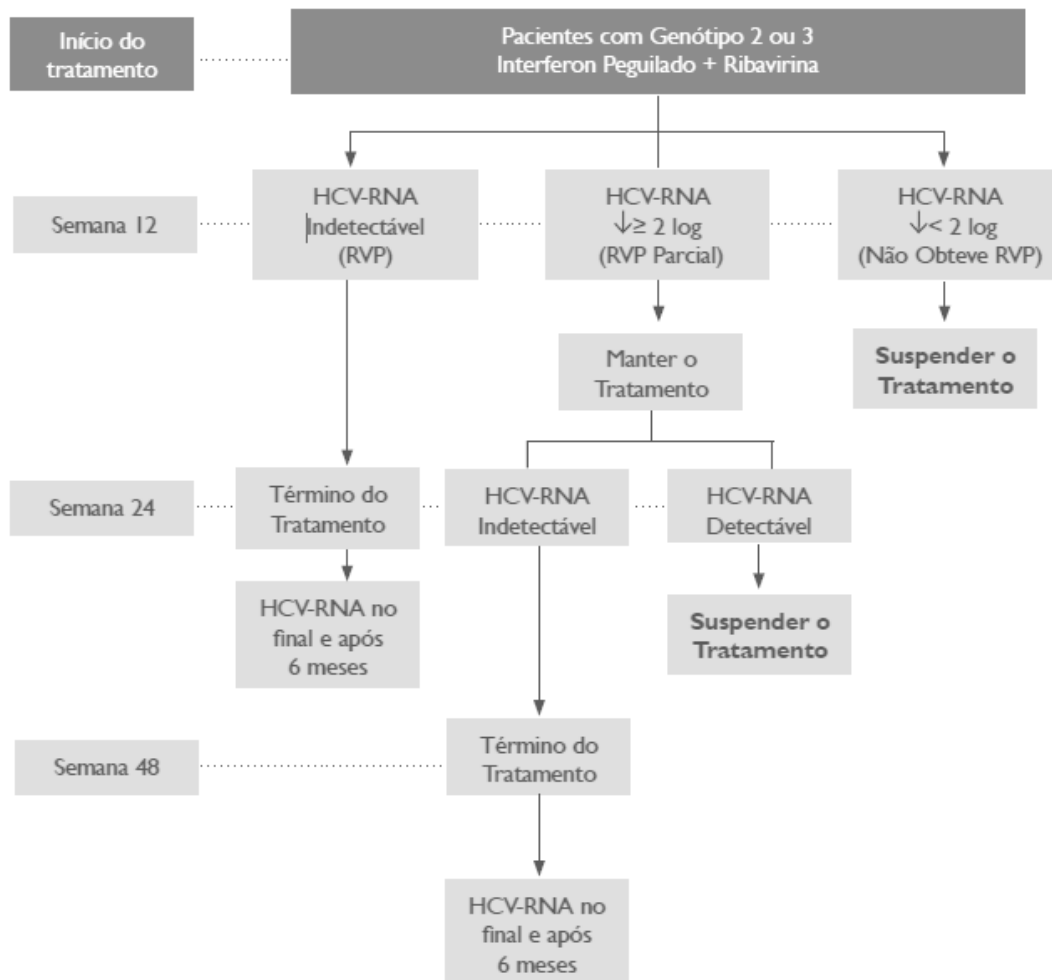 Início do
tratamento
Pacientes com Genótipo 2 ou 3
Interferon Peguilado + Ribavirina
Semana 12
HCV-RNA
Indetectável
(RVP)
HCV-RNA
↓≥ 2 log
(RVP Parcial)
HCV-RNA
↓< 2 log
(Não Obteve RVP)
Manter o
Tratamento
Suspender o
Tratamento
Semana 24
Término do
Tratamento
HCV-RNA
Indetectável
HCV-RNA
Detectável
HCV-RNA no
final e após
6 meses
Suspender o
Tratamento
Semana 48
Término do
Tratamento
HCV-RNA no
final e após
6 meses